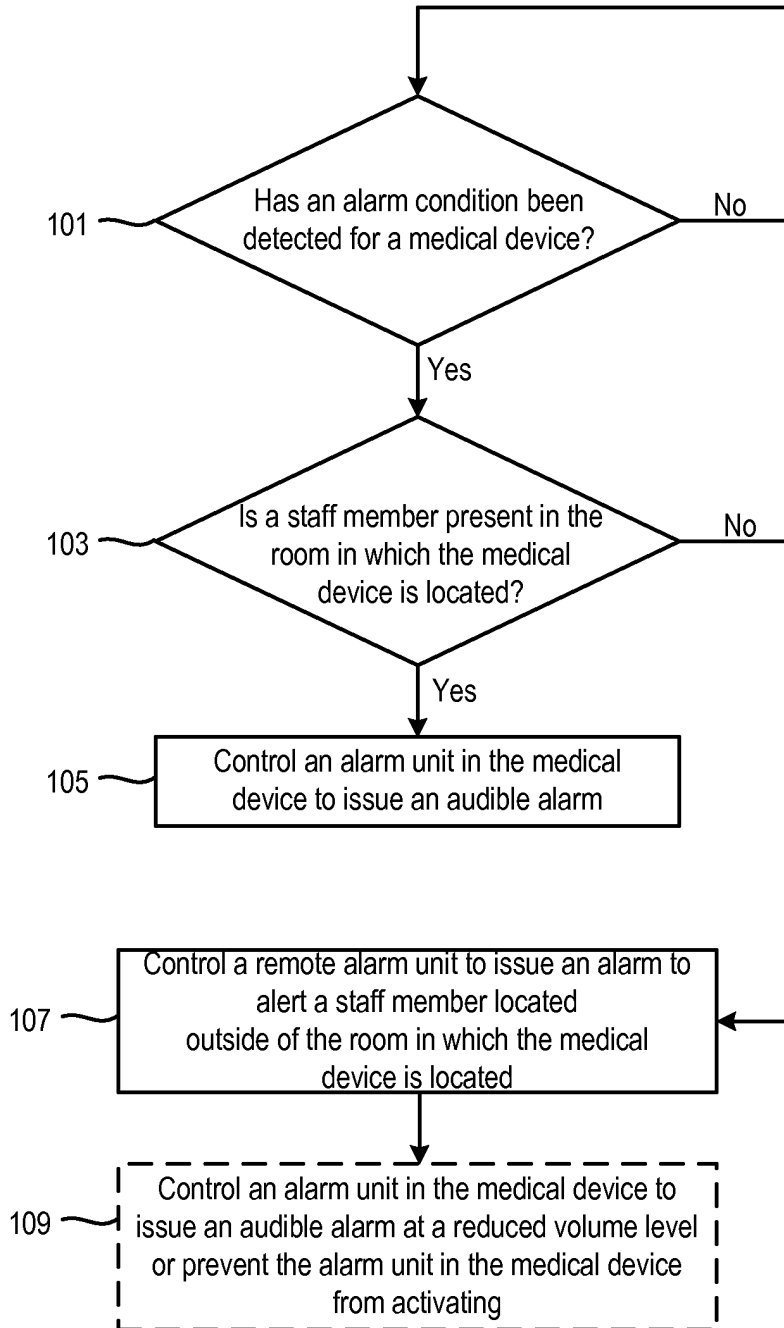 101
Has an alarm condition been
detected for a medical device?
No
Yes
103
Is a staff member present in the
room in which the medical
device is located?
No
Yes
105
Control an alarm unit in the medical
device to issue an audible alarm
107
Control a remote alarm unit to issue an alarm to
alert a staff member located
outside of the room in which the medical
device is located
109
Control an alarm unit in the medical device to
issue an audible alarm at a reduced volume level
or prevent the alarm unit in the medical device
from activating